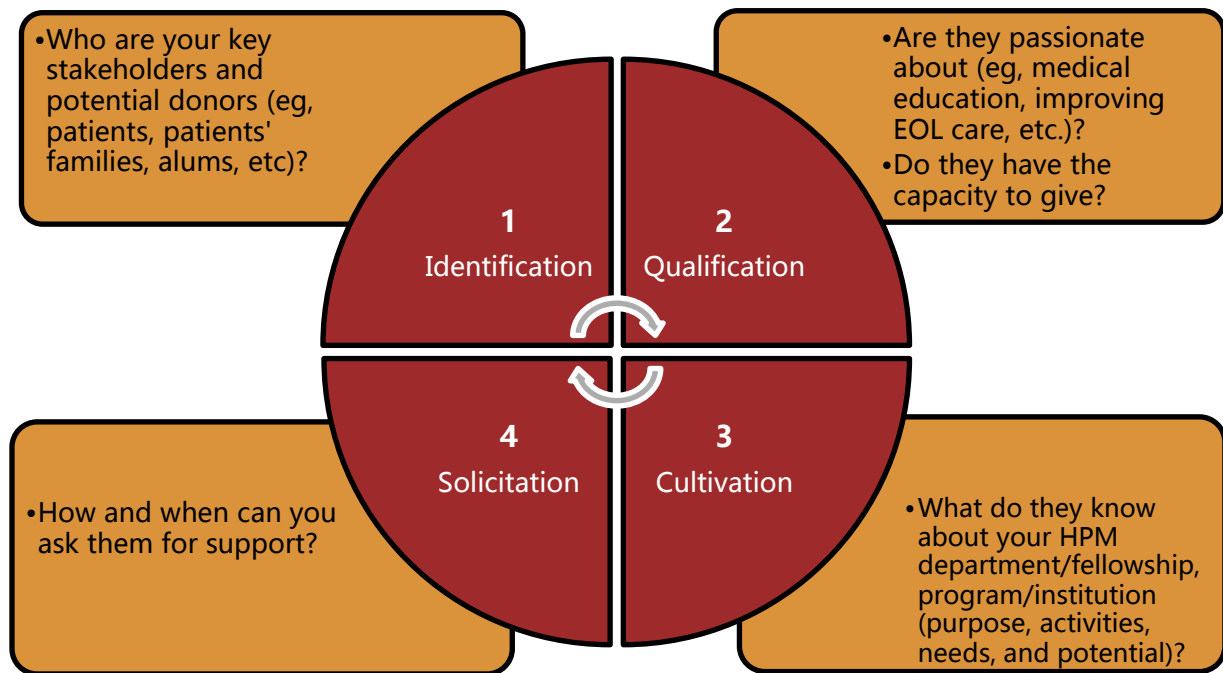 •Who are your key
stakeholders and
potential donors (eg,
patients, patients'
families, alums, etc)?
•Are they passionate
about (eg, medical
education, improving
EOL care, etc.)?
•Do they have the
capacity to give?
1
Identification
2
Qualification
4
Solicitation
3
Cultivation
•How and when can you
ask them for support?
•What do they know
about your HPM
department/fellowship,
program/institution
(purpose, activities,
needs, and potential)?